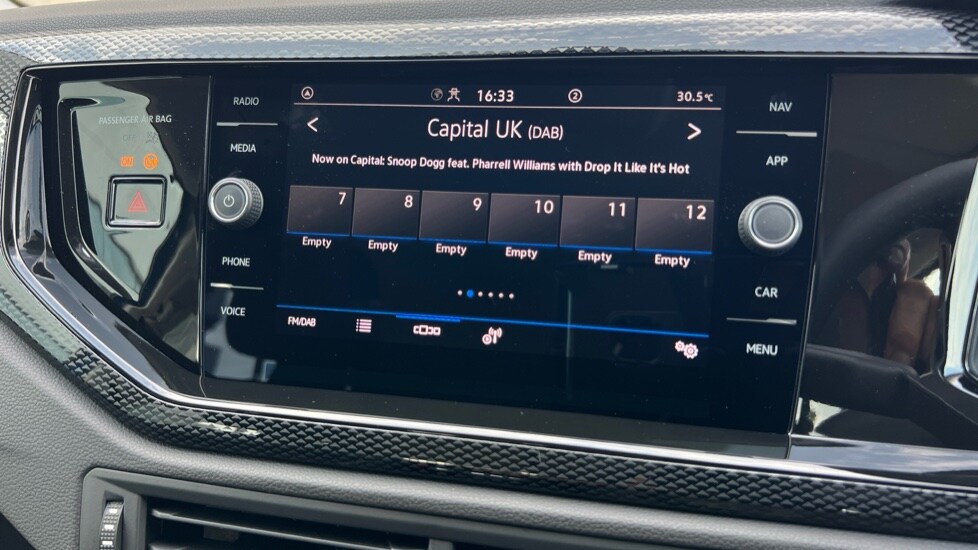 PASSENGER AIR BAG
RADIO
MEDIA
PHONE
VOICE
A
16:33
2
30.5°C
< Capital UK (DAB) >
Now on Capital: Snoop Dogg feat. Pharrell Williams with Drop It Like It's Hot
7 8 9 10 11 12
Empty Empty Empty Empty Empty Empty
FM/DAB
NAV
APP
CAR
MENU